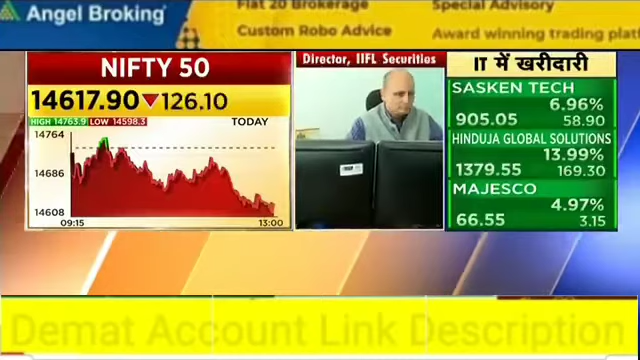 Angel Broking
Flat 20 Brokerage
Special Advisory
Custom Robo Advice
Award winning trading platf
NIFTY 50
14617.90 ▼ 126.10
HIGH 14763.9 LOW 14598.3
TODAY
14764
14686
14608
09:15
13:00
Director, IIFL Securities
IT में खरीदारी
SASKEN TECH
6.96%
905.05 58.90
HINDUJA GLOBAL SOLUTIONS
13.99%
1379.55 169.30
MAJESCO
4.97%
66.55 3.15
Demat Account Link Description